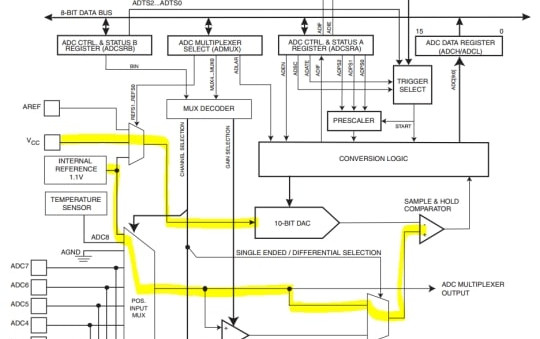 ADTS2...ADTS0
8-BIT DATA BUS
ADC CTRL. & STATUS B
REGISTER (ADCSRB)
ADC MULTIPLEXER
SELECT (ADMUX)
ADC CTRL. & STATUS A
REGISTER (ADCSRA)
15
0
ADC DATA REGISTER
(ADCH/ADCL)
ADIF
ADIE
BIN
REFS1...REFS0
MUX4...MUX0
ADLAR
ADEN
ADSC
ADATE
ADIF
ADPS2
ADPS1
ADPS0
ADC[9:0]
TRIGGER
SELECT
AREF
MUX DECODER
PRESCALER
START
VCC
CHANNEL SELECTION
GAIN SELECTION
CONVERSION LOGIC
INTERNAL
REFERENCE
1.1V
TEMPERATURE
SENSOR
10-BIT DAC
SAMPLE & HOLD
COMPARATOR
-
+
ADC8
AGND
SINGLE ENDED / DIFFERENTIAL SELECTION
ADC7
ADC6
ADC5
ADC4
POS.
INPUT
MUX
ADC MULTIPLEXER
OUTPUT
+